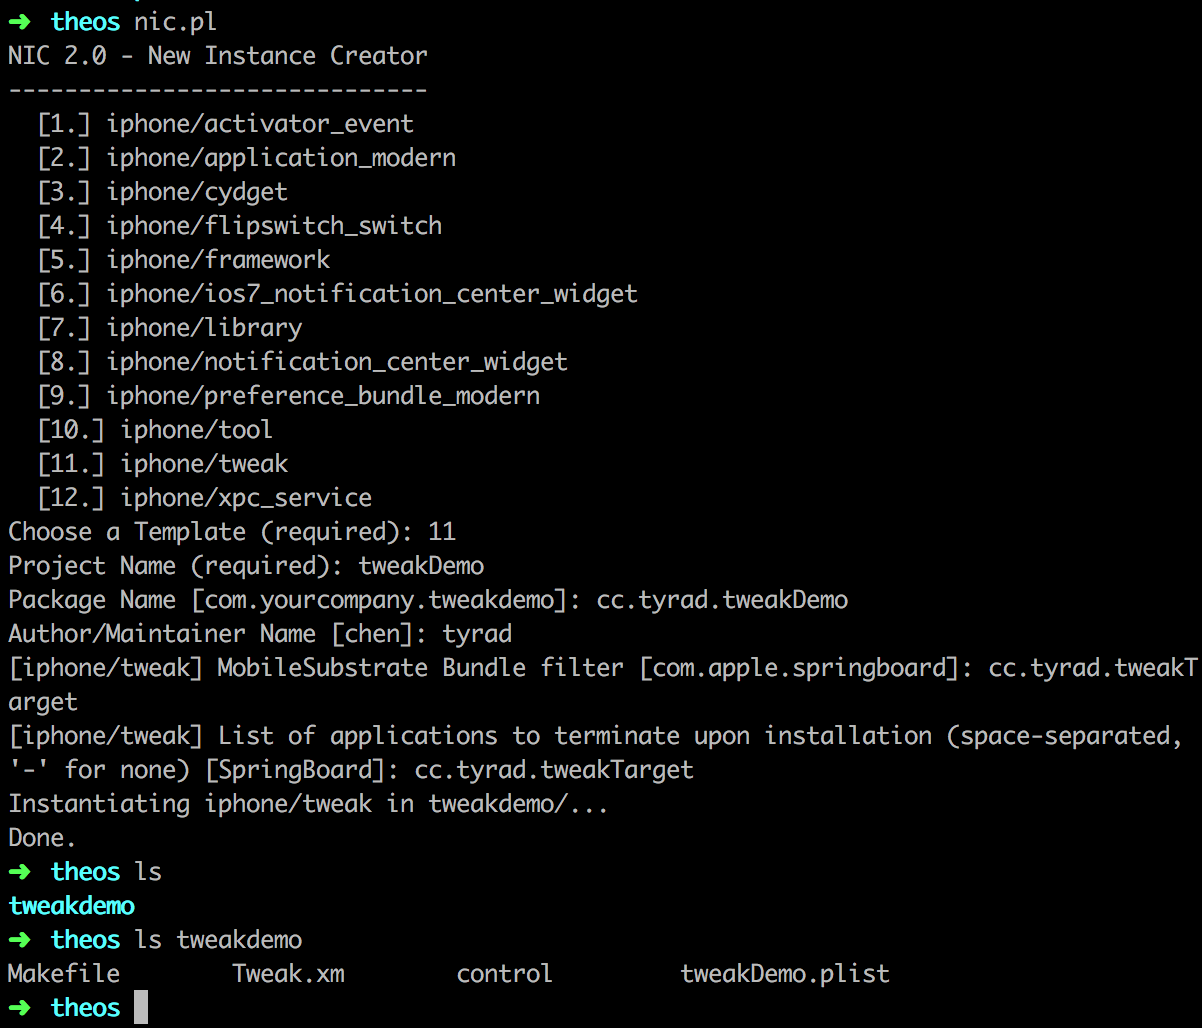 ➜ theos nic.pl
NIC 2.0 - New Instance Creator
------------------------------
[1.] iphone/activator_event
[2.] iphone/application_modern
[3.] iphone/cydget
[4.] iphone/flipswitch_switch
[5.] iphone/framework
[6.] iphone/ios7_notification_center_widget
[7.] iphone/library
[8.] iphone/notification_center_widget
[9.] iphone/preference_bundle_modern
[10.] iphone/tool
[11.] iphone/tweak
[12.] iphone/xpc_service
Choose a Template (required): 11
Project Name (required): tweakDemo
Package Name [com.yourcompany.tweakdemo]: cc.tyrad.tweakDemo
Author/Maintainer Name [chen]: tyrad
[iphone/tweak] MobileSubstrate Bundle filter [com.apple.springboard]: cc.tyrad.tweakT
arget
[iphone/tweak] List of applications to terminate upon installation (space-separated,
'-' for none) [SpringBoard]: cc.tyrad.tweakTarget
Instantiating iphone/tweak in tweakdemo/...
Done.
➜ theos ls
tweakdemo
➜ theos ls tweakdemo
Makefile Tweak.xm control tweakDemo.plist
➜ theos